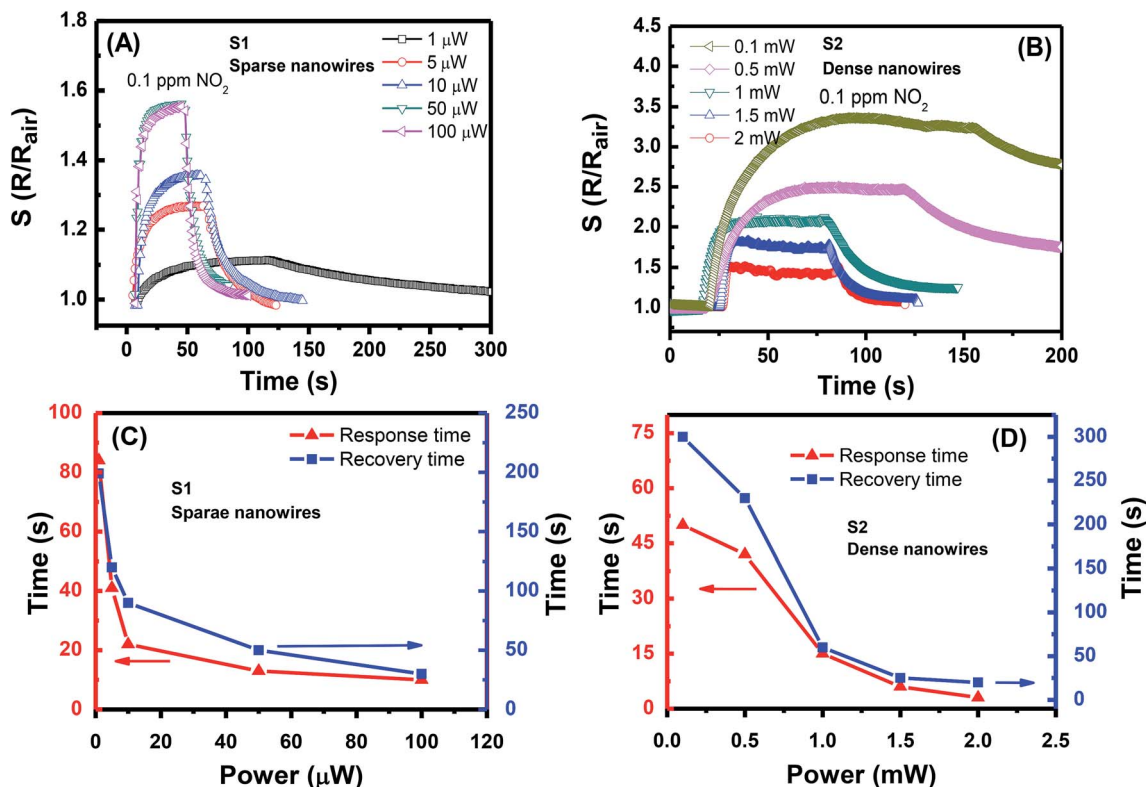 (A)
S1
Sparse nanowires
0.1 ppm NO2
1 μW
5 μW
10 μW
50 μW
100 μW
S (R/Rair)
1.8
1.6
1.4
1.2
1.0
0 50 100 150 200 250 300
Time (s)
(B)
S2
Dense nanowires
0.1 ppm NO2
0.1 mW
0.5 mW
1 mW
1.5 mW
2 mW
S (R/Rair)
4.5
4.0
3.5
3.0
2.5
2.0
1.5
1.0
0 50 100 150 200
Time (s)
(C)
Response time
Recovery time
S1
Sparae nanowires
Time (s)
100
80
60
40
20
0
250
200
150
100
50
0
Time (s)
0 20 40 60 80 100 120
Power (μW)
(D)
Response time
Recovery time
S2
Dense nanowires
Time (s)
75
60
45
30
15
0
300
250
200
150
100
50
0
Time (s)
0.0 0.5 1.0 1.5 2.0 2.5
Power (mW)